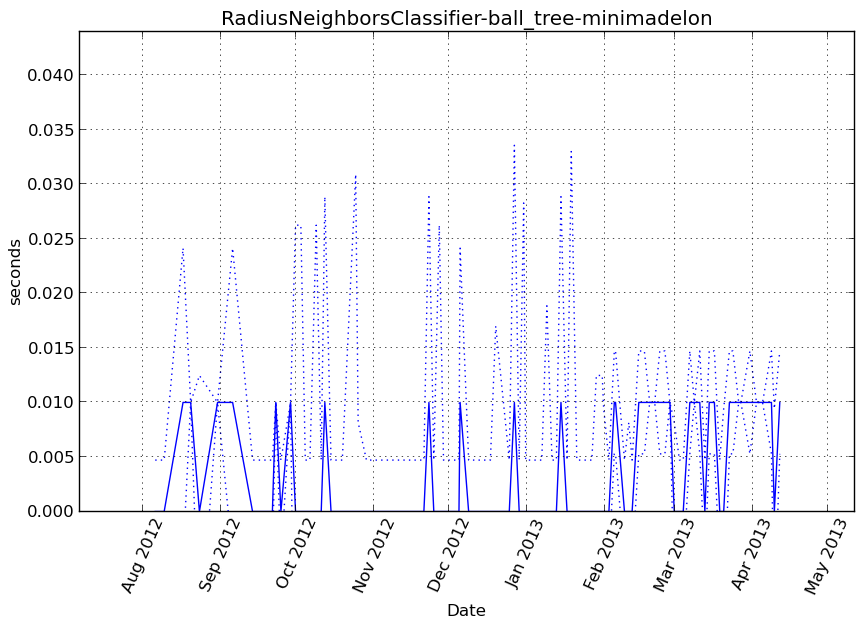 RadiusNeighborsClassifier-ball_tree-minimadelon
0.040
0.035
0.030
0.025
0.020
0.015
0.010
0.005
0.000
seconds
Aug 2012
Sep 2012
Oct 2012
Nov 2012
Dec 2012
Jan 2013
Feb 2013
Mar 2013
Apr 2013
May 2013
Date